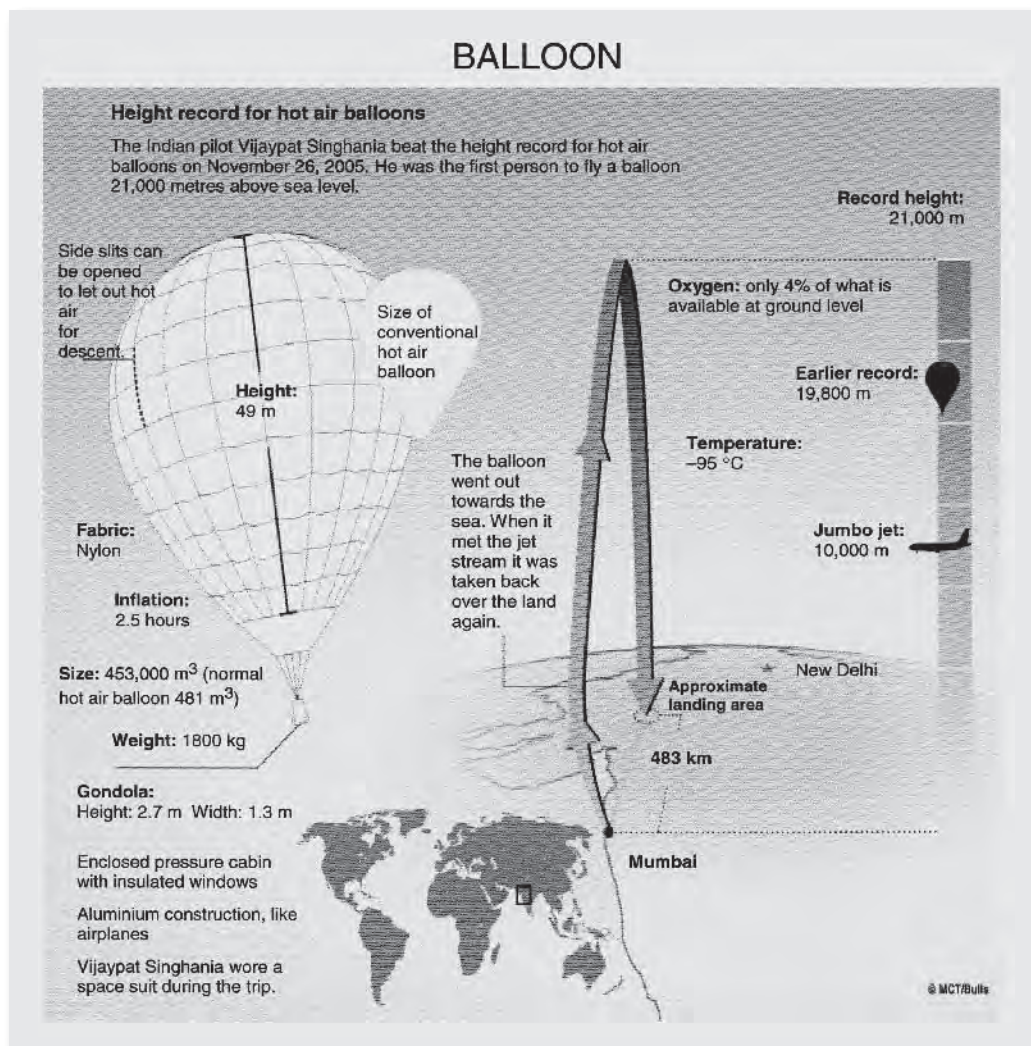 BALLOON
Height record for hot air balloons
The Indian pilot Vijaypat Singhania beat the height record for hot air
balloons on November 26, 2005. He was the first person to fly a balloon
21,000 metres above sea level.
Record height:
21,000 m
Side slits can
be opened
to let out hot
air
for
descent.
Size of
conventional
hot air
balloon
Height:
49 m
Oxygen: only 4% of what is
available at ground level
Earlier record:
19,800 m
Temperature:
–95 °C
The balloon
went out
towards the
sea. When it
met the jet
stream it was
taken back
over the land
again.
Jumbo jet:
10,000 m
Fabric:
Nylon
Inflation:
2.5 hours
Size: 453,000 m³ (normal
hot air balloon 481 m³)
Weight: 1800 kg
New Delhi
Approximate
landing area
483 km
Gondola:
Height: 2.7 m Width: 1.3 m
Enclosed pressure cabin
with insulated windows
Aluminium construction, like
airplanes
Vijaypat Singhania wore a
space suit during the trip.
Mumbai
© MCT/Bulls